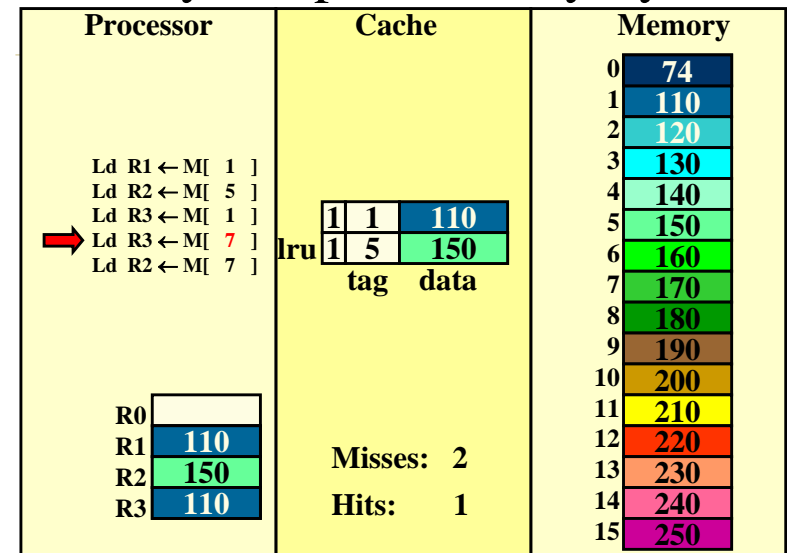 Processor
Cache
Memory
Ld R1 ← M[ 1 ]
Ld R2 ← M[ 5 ]
Ld R3 ← M[ 1 ]
Ld R3 ← M[ 7 ]
Ld R2 ← M[ 7 ]
R0
R1 110
R2 150
R3 110
1 1 110
lru 1 5 150
tag data
Misses: 2
Hits: 1
0 74
1 110
2 120
3 130
4 140
5 150
6 160
7 170
8 180
9 190
10 200
11 210
12 220
13 230
14 240
15 250